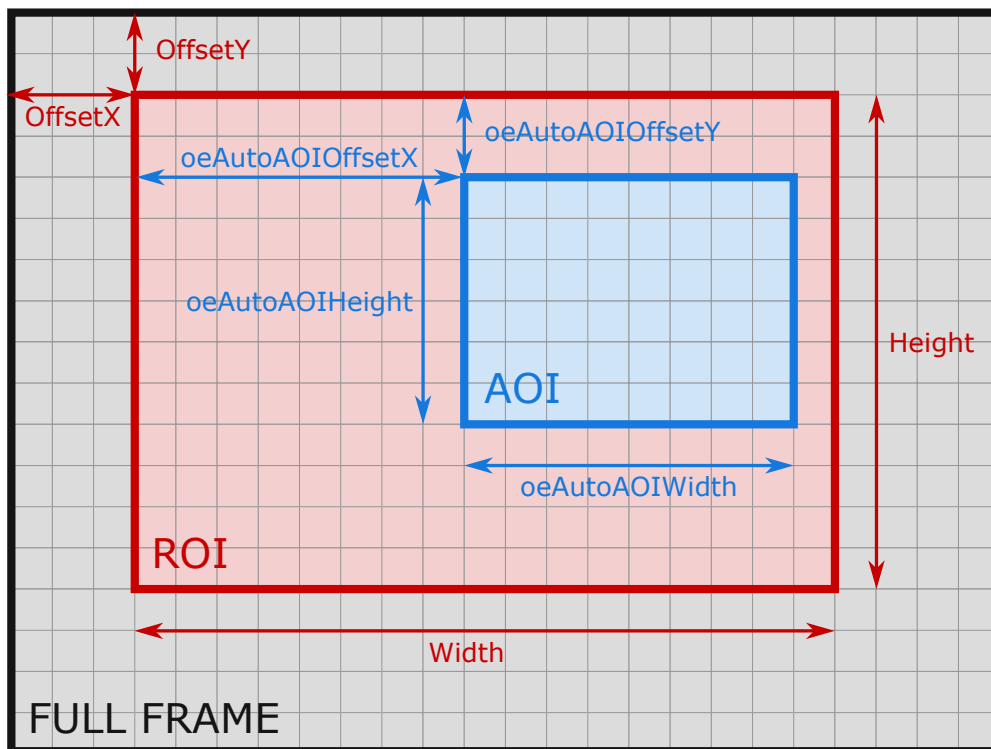 OffsetY
OffsetX
oeAutoAOIOffsetY
oeAutoAOIOffsetX
oeAutoAOIHeight
Height
AOI
oeAutoAOIWidth
ROI
Width
FULL FRAME